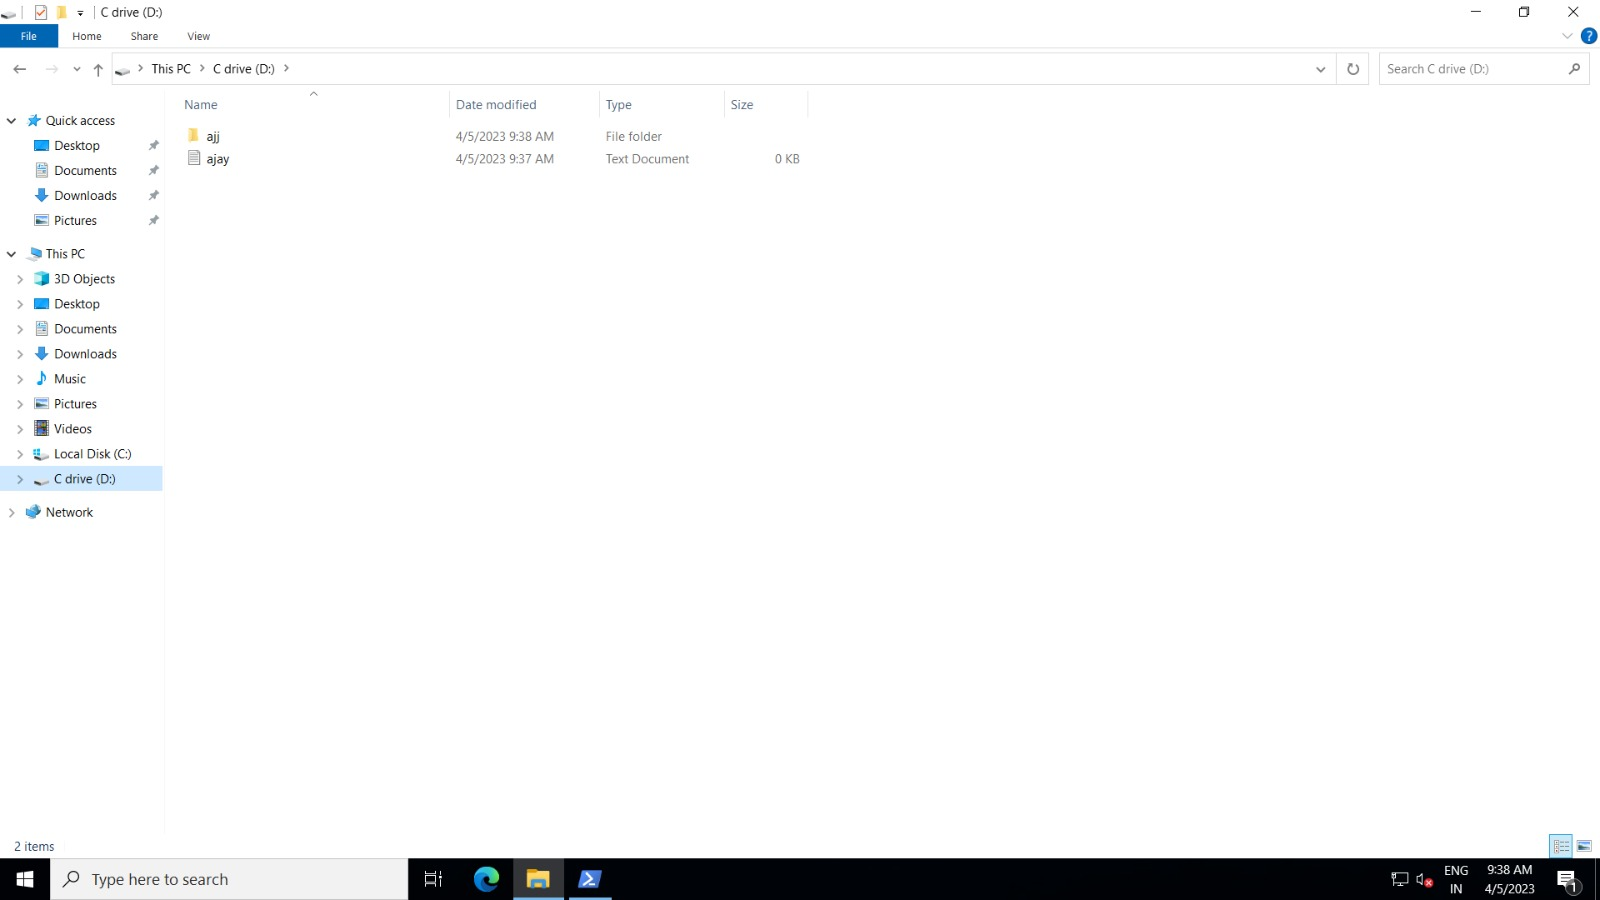 C drive (D:)
File Home Share View
This PC C drive (D:) Search C drive (D:)
Name Date modified Type Size
ajj 4/5/2023 9:38 AM File folder
ajay 4/5/2023 9:37 AM Text Document 0 KB
Quick access
Desktop
Documents
Downloads
Pictures
This PC
3D Objects
Desktop
Documents
Downloads
Music
Pictures
Videos
Local Disk (C:)
C drive (D:)
Network
2 items
Type here to search
ENG 9:38 AM
IN 4/5/2023 1